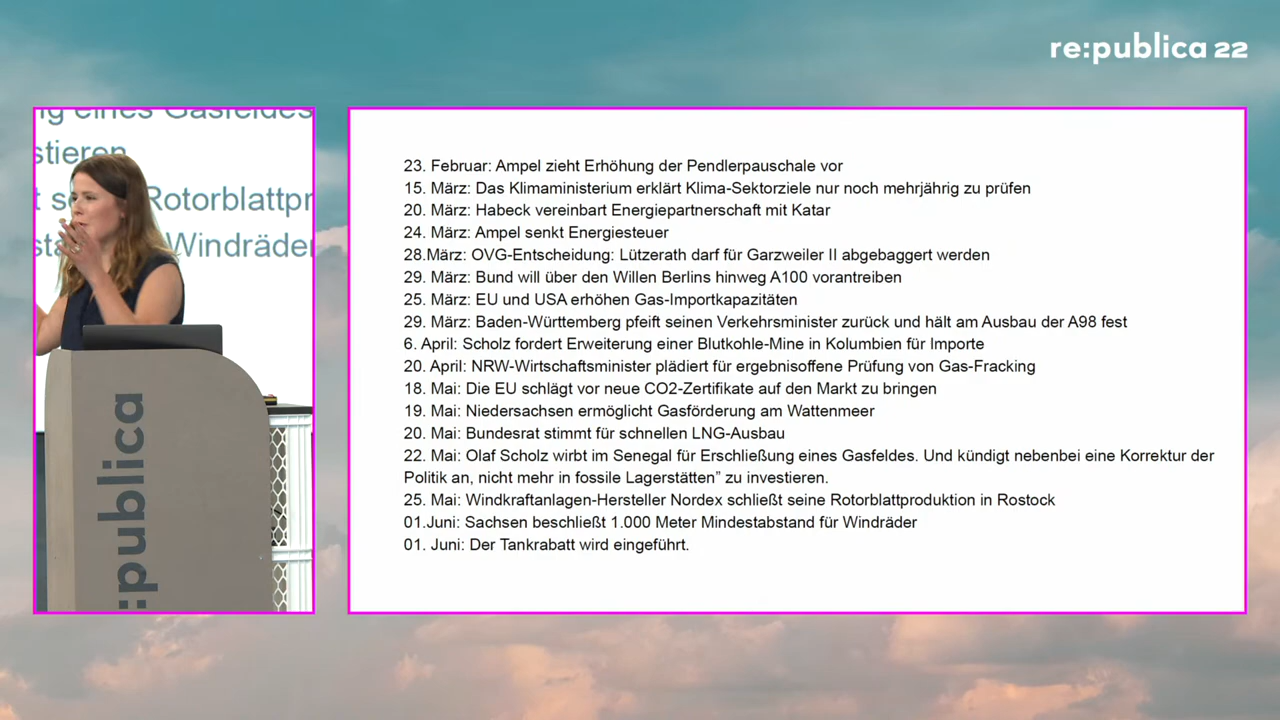 re:publica 22
ng eines Gasfeldes
stieren
Rotorblattpr
Windräder
:publica
23. Februar: Ampel zieht Erhöhung der Pendlerpauschale vor
15. März: Das Klimaministerium erklärt Klima-Sektorziele nur noch mehrjährig zu prüfen
20. März: Habeck vereinbart Energiepartnerschaft mit Katar
24. März: Ampel senkt Energiesteuer
28.März: OVG-Entscheidung: Lützerath darf für Garzweiler II abgebaggert werden
29. März: Bund will über den Willen Berlins hinweg A100 vorantreiben
25. März: EU und USA erhöhen Gas-Importkapazitäten
29. März: Baden-Württemberg pfeift seinen Verkehrsminister zurück und hält am Ausbau der A98 fest
6. April: Scholz fordert Erweiterung einer Blutkohle-Mine in Kolumbien für Importe
20. April: NRW-Wirtschaftsminister plädiert für ergebnisoffene Prüfung von Gas-Fracking
18. Mai: Die EU schlägt vor neue CO2-Zertifikate auf den Markt zu bringen
19. Mai: Niedersachsen ermöglicht Gasförderung am Wattenmeer
20. Mai: Bundesrat stimmt für schnellen LNG-Ausbau
22. Mai: Olaf Scholz wirbt im Senegal für Erschließung eines Gasfeldes. Und kündigt nebenbei eine Korrektur der
Politik an, nicht mehr in fossile Lagerstätten” zu investieren.
25. Mai: Windkraftanlagen-Hersteller Nordex schließt seine Rotorblattproduktion in Rostock
01.Juni: Sachsen beschließt 1.000 Meter Mindestabstand für Windräder
01. Juni: Der Tankrabatt wird eingeführt.